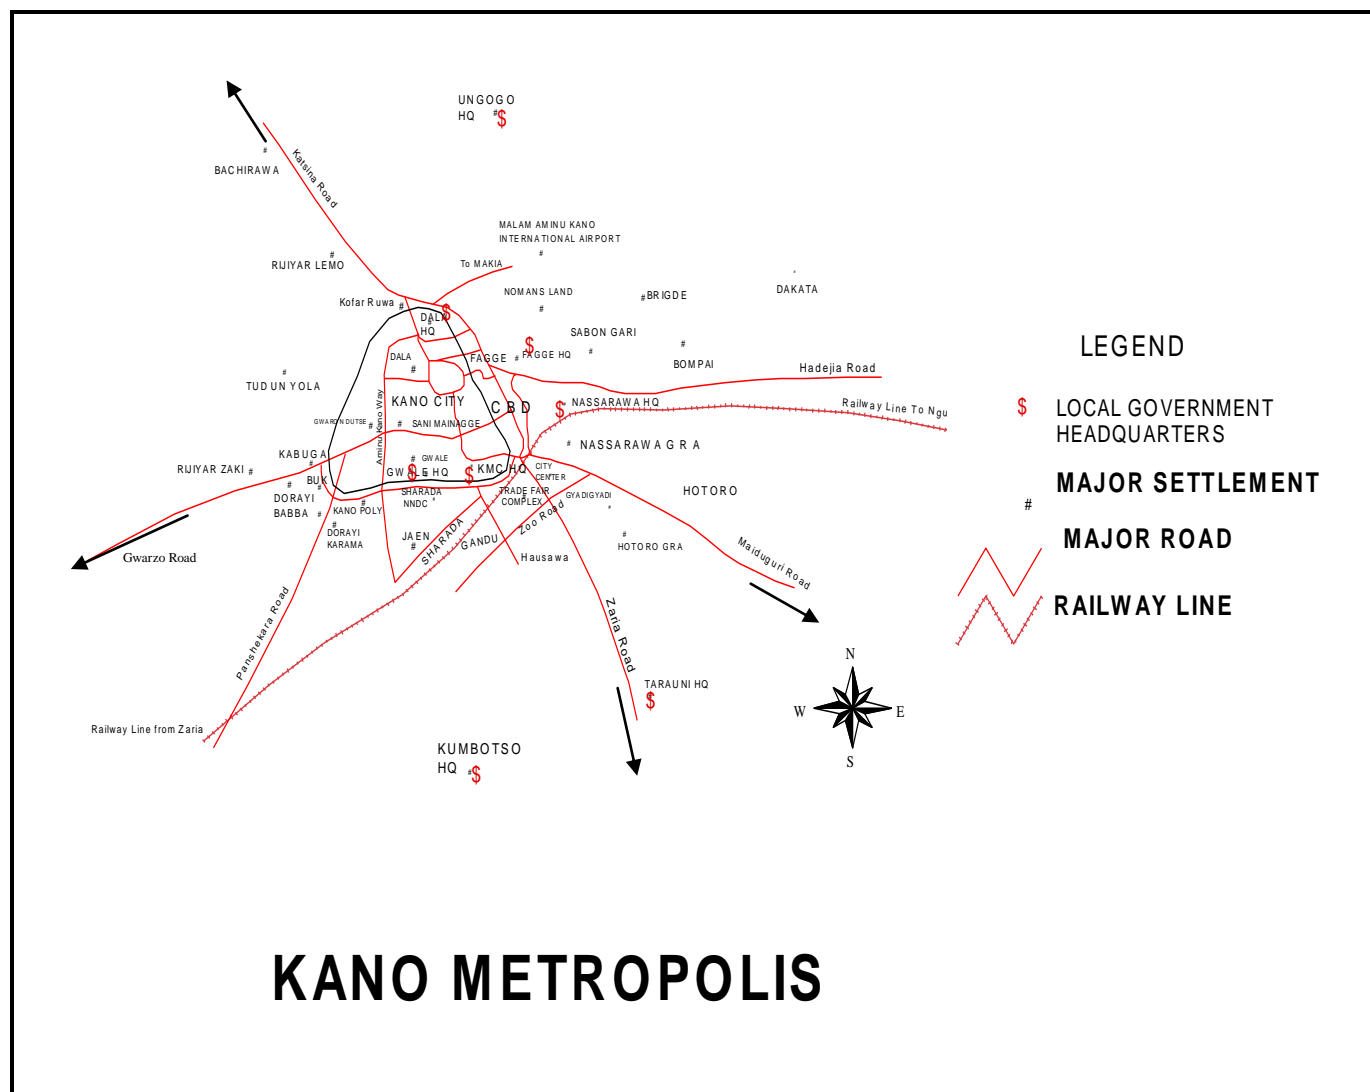 UNGOGO
HQ #$
#
BACHIRAWA
Katsina Road
MALAM AMINU KANO
INTERNATIONAL AIRPORT
#
#
RIJIYAR LEMO
To MAKIA
DAKATA
NOMANS LAND
#
#BRIGDE
Kofar Ruwa #
$
DALA
#
HQ
SABON GARI
#
$
FAGGE # FAGGE HQ
#
BOMPAI
DALA
#
Hadejia Road
#
TUDUN YOLA
Aminu Kano Way
KANO CITY
CBD
$ NASSARAWA HQ
Railway Line To Ngu
GWARON DUTSE # # SANI MAINAGGE
# NASSARAWA G R A
KABUGA
#
# GWALE
RIJIYAR ZAKI #
GWALE HQ
$ #
$ KMC HQ
CITY
CENTER
BUK
#
#
DORAYI
BABBA #
KANO POLY
#
SHARADA
NNDC #
TRADE FAIR
COMPLEX
#
GYADIGYADI
#
HOTORO
DORAYI
KARAMA
#
JAEN
#
SHARADA
GANDU
Zoo Road
Hausawa
#
HOTORO GRA
Maiduguri Road
Gwarzo Road
Panshekara Road
Zaria Road
TARAUNI HQ
$
Railway Line from Zaria
KUMBOTSO
HQ #$
LEGEND
$ LOCAL GOVERNMENT
HEADQUARTERS
MAJOR SETTLEMENT
#
MAJOR ROAD
RAILWAY LINE
N
W E
S
KANO METROPOLIS